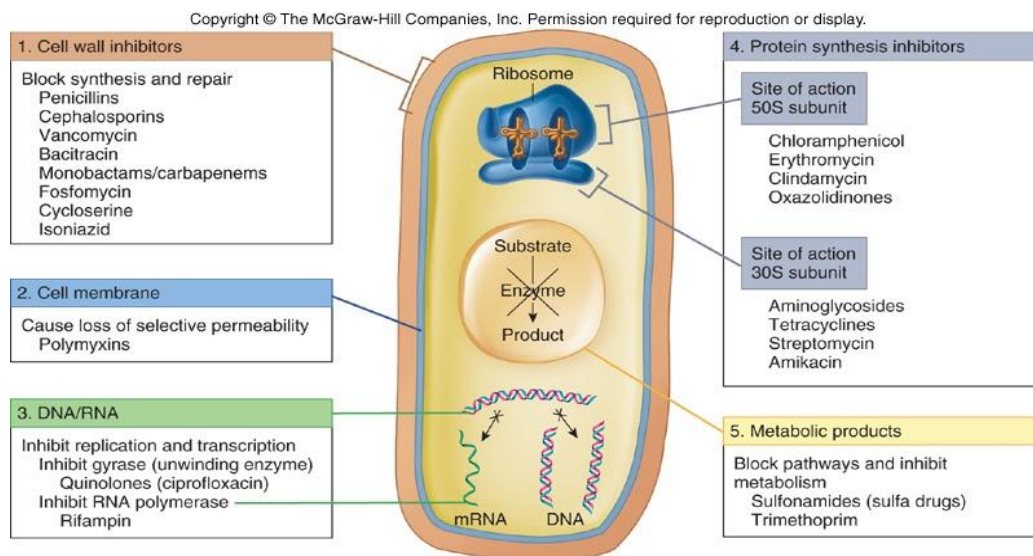 Copyright © The McGraw-Hill Companies, Inc. Permission required for reproduction or display.
1. Cell wall inhibitors
Block synthesis and repair
Penicillins
Cephalosporins
Vancomycin
Bacitracin
Monobactams/carbapenems
Fosfomycin
Cycloserine
Isoniazid
2. Cell membrane
Cause loss of selective permeability
Polymyxins
3. DNA/RNA
Inhibit replication and transcription
Inhibit gyrase (unwinding enzyme)
Quinolones (ciprofloxacin)
Inhibit RNA polymerase
Rifampin
Ribosome
Substrate
Enzyme
Product
mRNA
DNA
4. Protein synthesis inhibitors
Site of action
50S subunit
Chloramphenicol
Erythromycin
Clindamycin
Oxazolidinones
Site of action
30S subunit
Aminoglycosides
Tetracyclines
Streptomycin
Amikacin
5. Metabolic products
Block pathways and inhibit
metabolism
Sulfonamides (sulfa drugs)
Trimethoprim